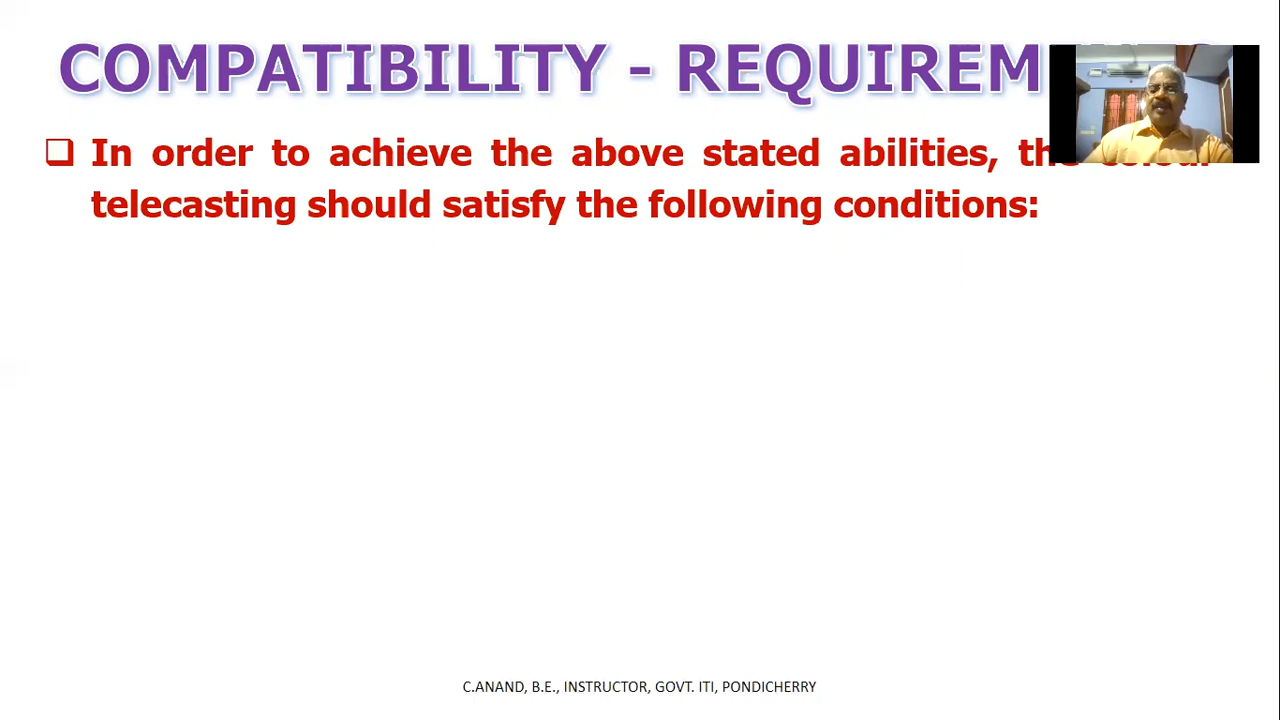 COMPATIBILITY - REQUIREM
❑ In order to achieve the above stated abilities, the colour
telecasting should satisfy the following conditions:
C.ANAND, B.E., INSTRUCTOR, GOVT. ITI, PONDICHERRY